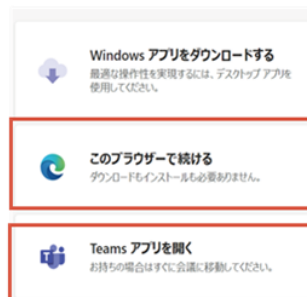 Windows アプリをダウンロードする
最適な操作性を実現するには、デスクトップ アプリを
使用してください。
このブラウザーで続ける
ダウンロードもインストールも必要ありません。
Teams アプリを開く
お持ちの場合はすぐに会議に移動してください。